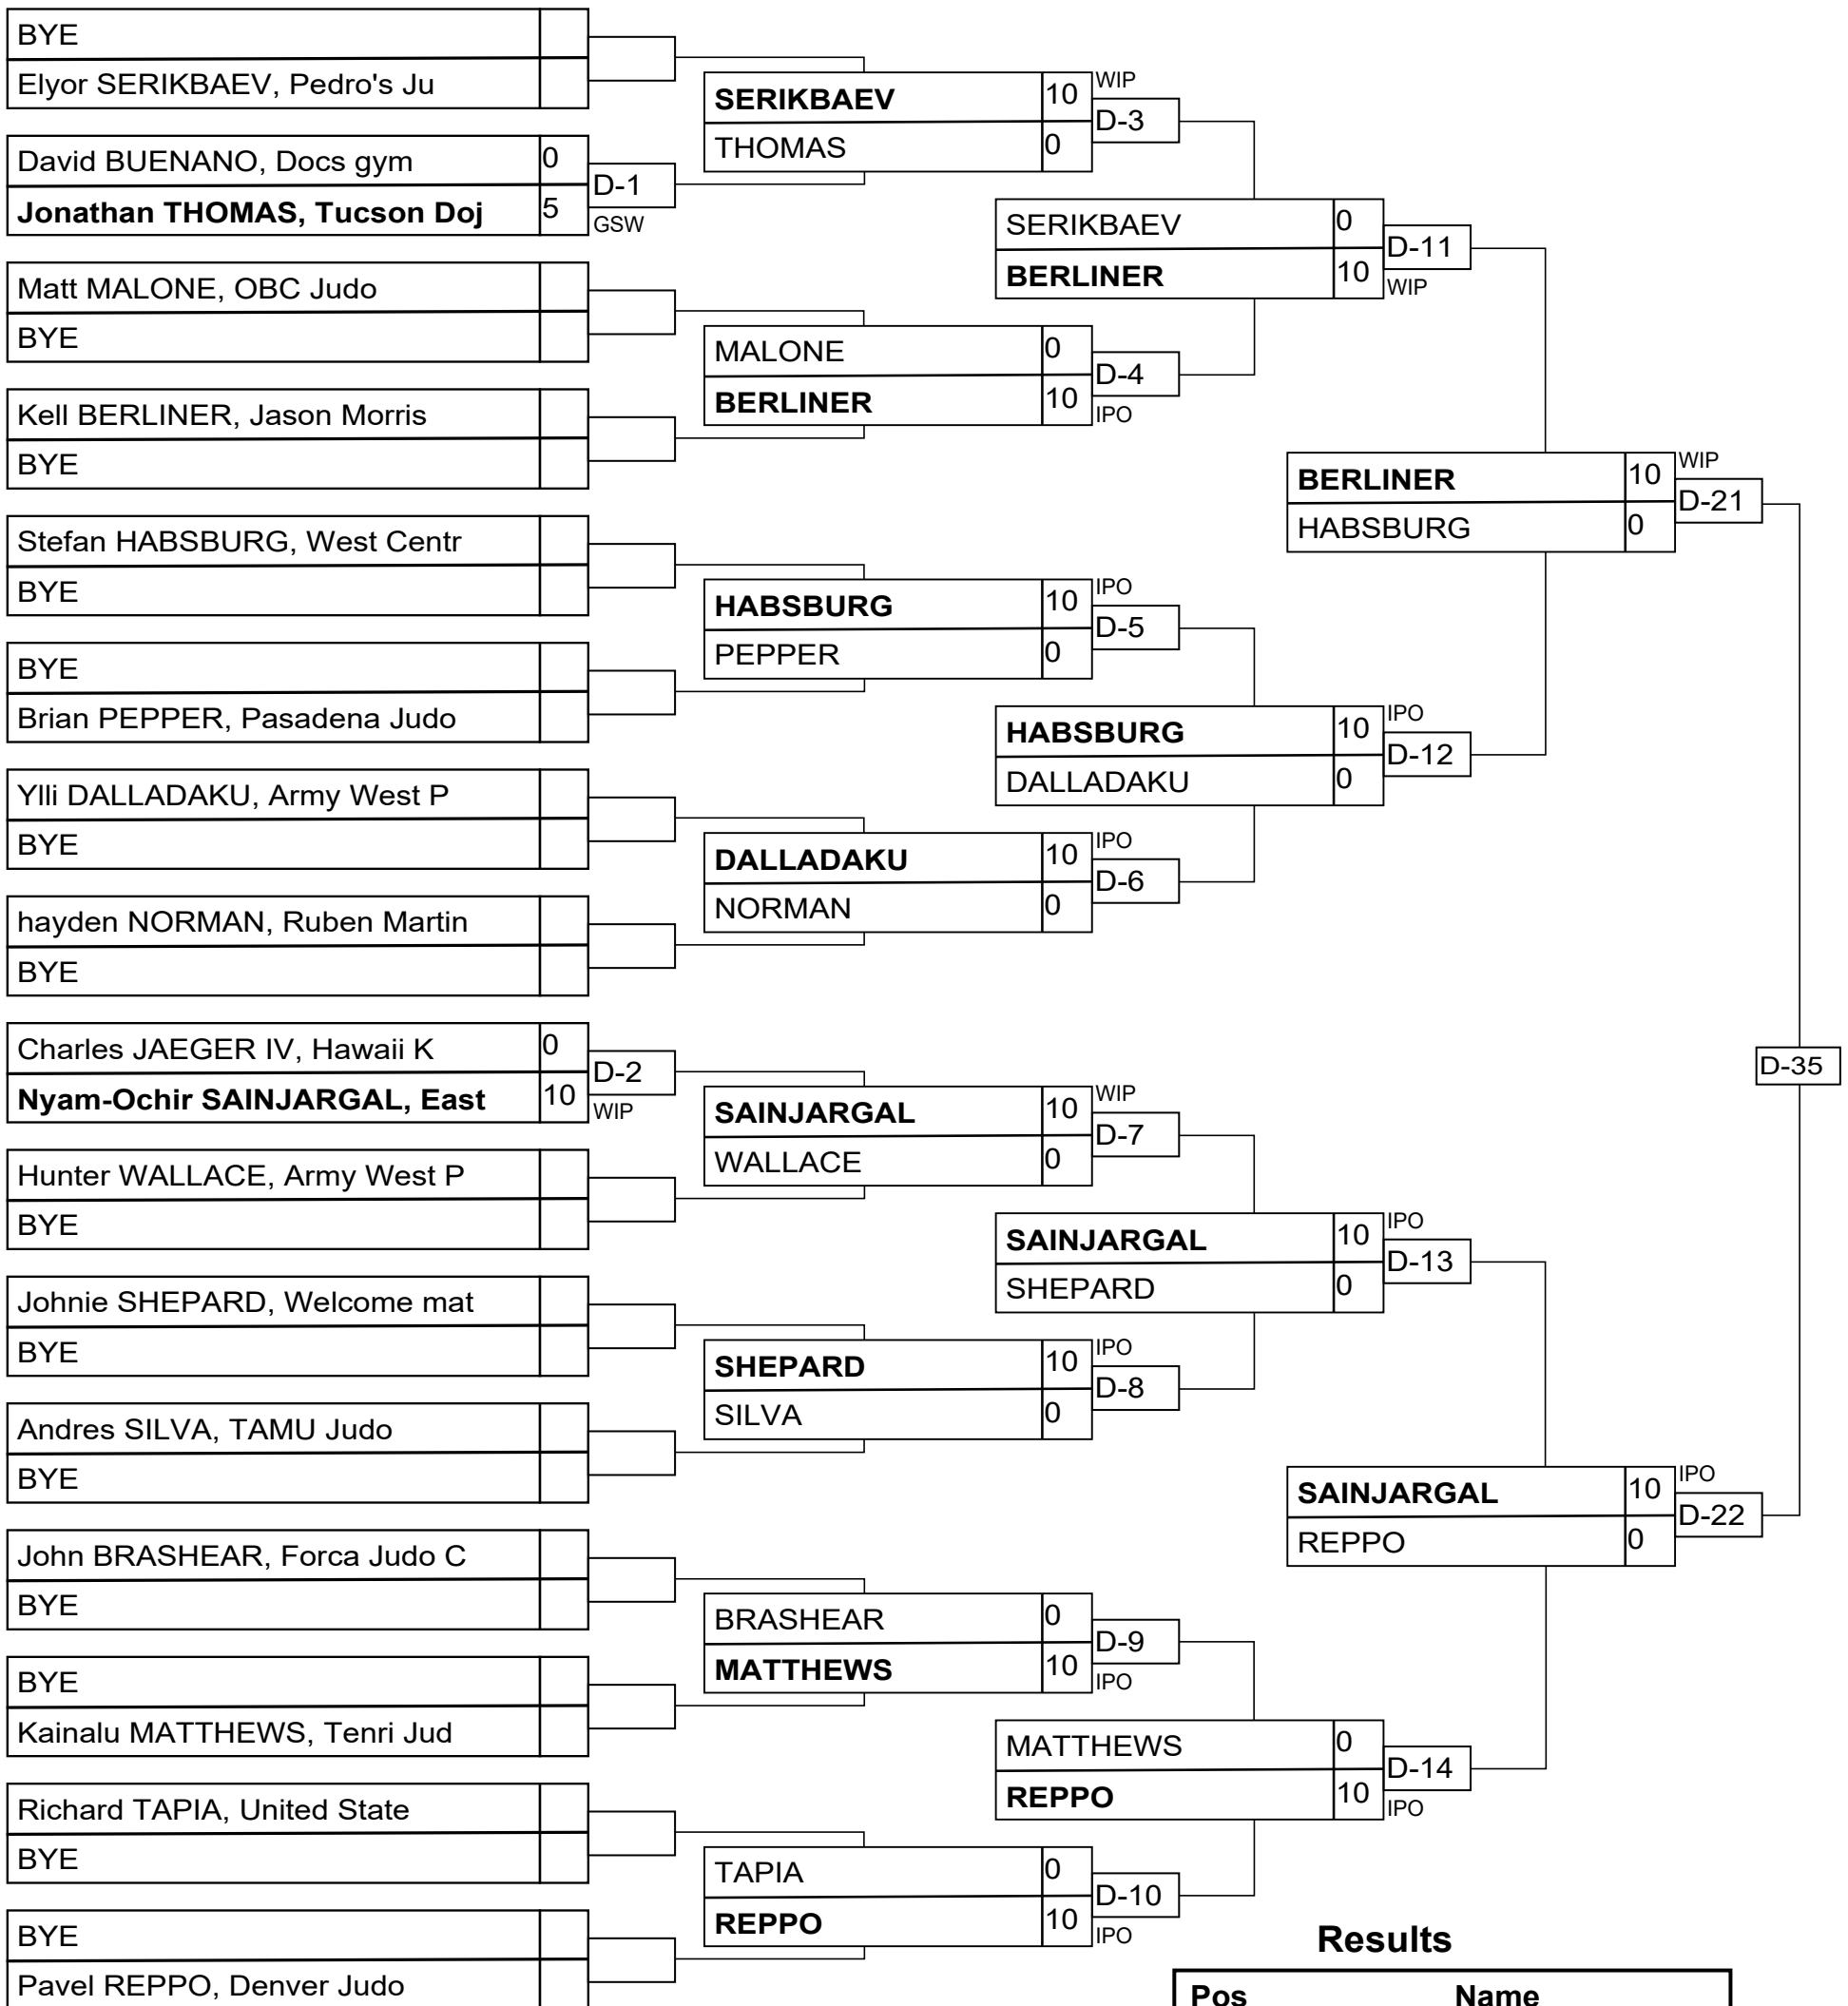 BYE
Elyor SERIKBAEV, Pedro's Ju
David BUENANO, Docs gym 0
Jonathan THOMAS, Tucson Doj 5
D-1
GSW
Matt MALONE, OBC Judo
BYE
Kell BERLINER, Jason Morris
BYE
Stefan HABSBURG, West Centr
BYE
BYE
Brian PEPPER, Pasadena Judo
Ylli DALLADAKU, Army West P
BYE
hayden NORMAN, Ruben Martin
BYE
Charles JAEGER IV, Hawaii K 0
Nyam-Ochir SAINJARGAL, East 10
D-2
WIP
Hunter WALLACE, Army West P
BYE
Johnie SHEPARD, Welcome mat
BYE
Andres SILVA, TAMU Judo
BYE
John BRASHEAR, Forca Judo C
BYE
BYE
Kainalu MATTHEWS, Tenri Jud
Richard TAPIA, United State
BYE
BYE
Pavel REPPO, Denver Judo
SERIKBAEV 10
THOMAS 0
WIP
D-3
MALONE 0
BERLINER 10
D-4
IPO
HABSBURG 10
PEPPER 0
IPO
D-5
DALLADAKU 10
NORMAN 0
IPO
D-6
SAINJARGAL 10
WALLACE 0
WIP
D-7
SHEPARD 10
SILVA 0
IPO
D-8
BRASHEAR 0
MATTHEWS 10
D-9
IPO
TAPIA 0
REPPO 10
D-10
IPO
SERIKBAEV 0
BERLINER 10
D-11
WIP
HABSBURG 10
DALLADAKU 0
IPO
D-12
SAINJARGAL 10
SHEPARD 0
IPO
D-13
MATTHEWS 0
REPPO 10
D-14
IPO
BERLINER 10
HABSBURG 0
WIP
D-21
SAINJARGAL 10
REPPO 0
IPO
D-22
D-35
Results
Pos Name